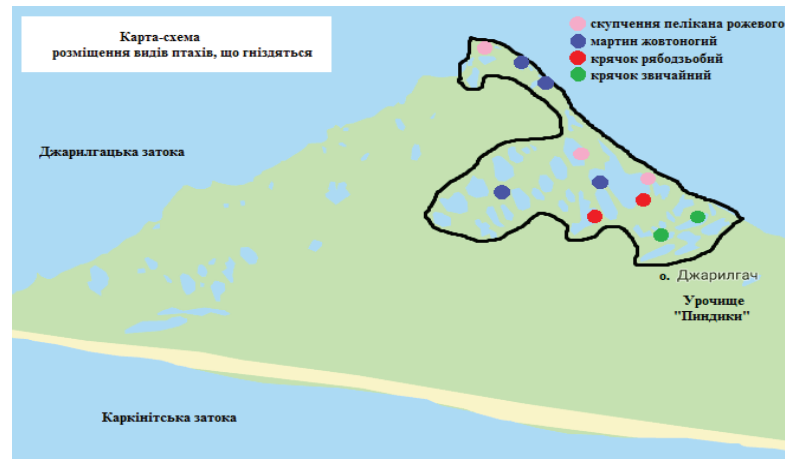 Карта-схема
розміщення видів птахів, що гніздяться
скупчення пелікана рожевого
мартин жовтоногий
крячок рябодзьобий
крячок звичайний
Джарилгацька затока
о. Джарилгач
Урочище
"Пиндики"
Каркінітська затока